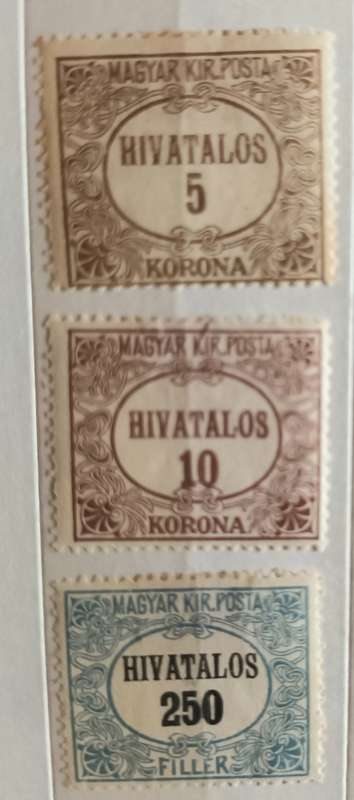 MAGYAR KIR. POSTA
HIVATALOS
5
KORONA
MAGYAR KIR. POSTA
HIVATALOS
10
KORONA
MAGYAR KIR. POSTA
HIVATALOS
250
FILLÉR